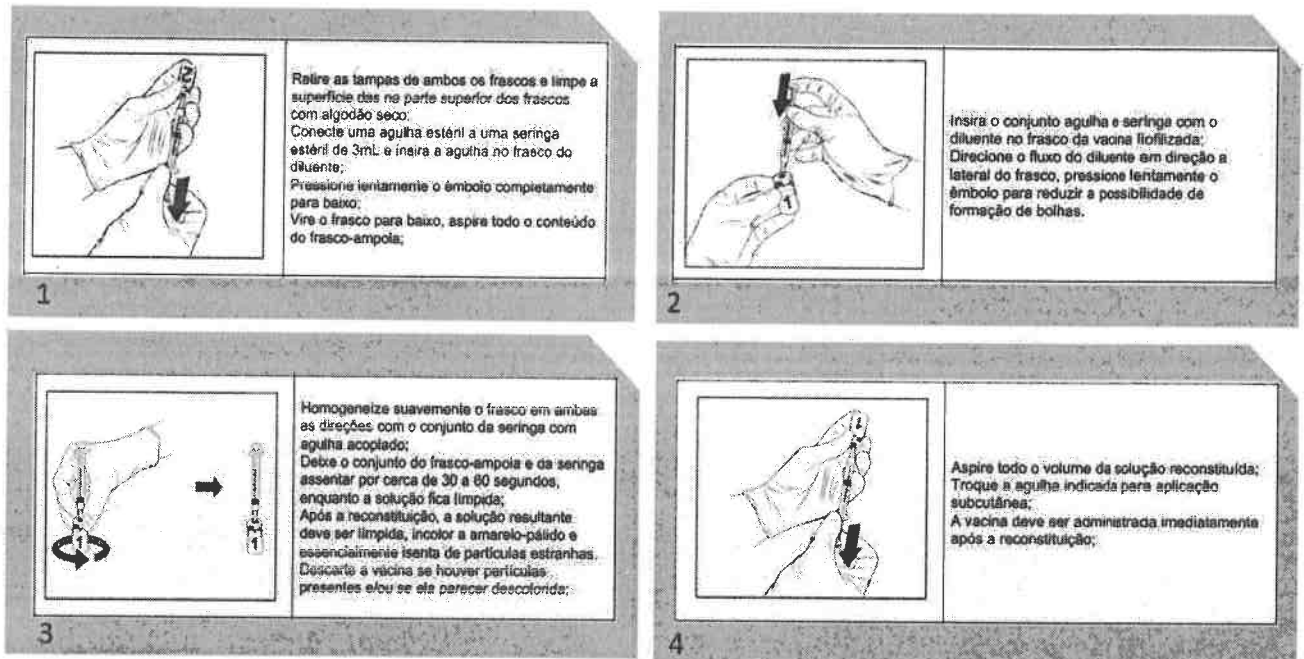 Retire as tampas de ambos os frascos e limpe a
superfície das na parte superior dos frascos
com algodão seco;
Conecte uma agulha estéril a uma seringa
estéril de 3mL e insira a agulha no frasco do
diluente;
Pressione lentamente o êmbolo completamente
para baixo;
Vire o frasco para baixo, aspire todo o conteúdo
do frasco-ampola;
2
1
Insira o conjunto agulha e seringa com o
diluente no frasco da vacina liofilizada;
Direcione o fluxo do diluente em direção a
lateral do frasco, pressione lentamente o
êmbolo para reduzir a possibilidade de
formação de bolhas.
1
2
Homogeneize suavemente o frasco em ambas
as direções com o conjunto da seringa com
agulha acoplado;
Deixe o conjunto do frasco-ampola e da seringa
assentar por cerca de 30 a 60 segundos,
enquanto a solução fica límpida;
Após a reconstituição, a solução resultante
deve ser límpida, incolor a amarelo-pálido e
essencialmente isenta de partículas estranhas.
Descarte a vacina se houver partículas
presentes e/ou se ela parecer descolorida;
1
1
3
Aspire todo o volume da solução reconstituída;
Troque a agulha indicada para aplicação
subcutânea;
A vacina deve ser administrada imediatamente
após a reconstituição;
1
4